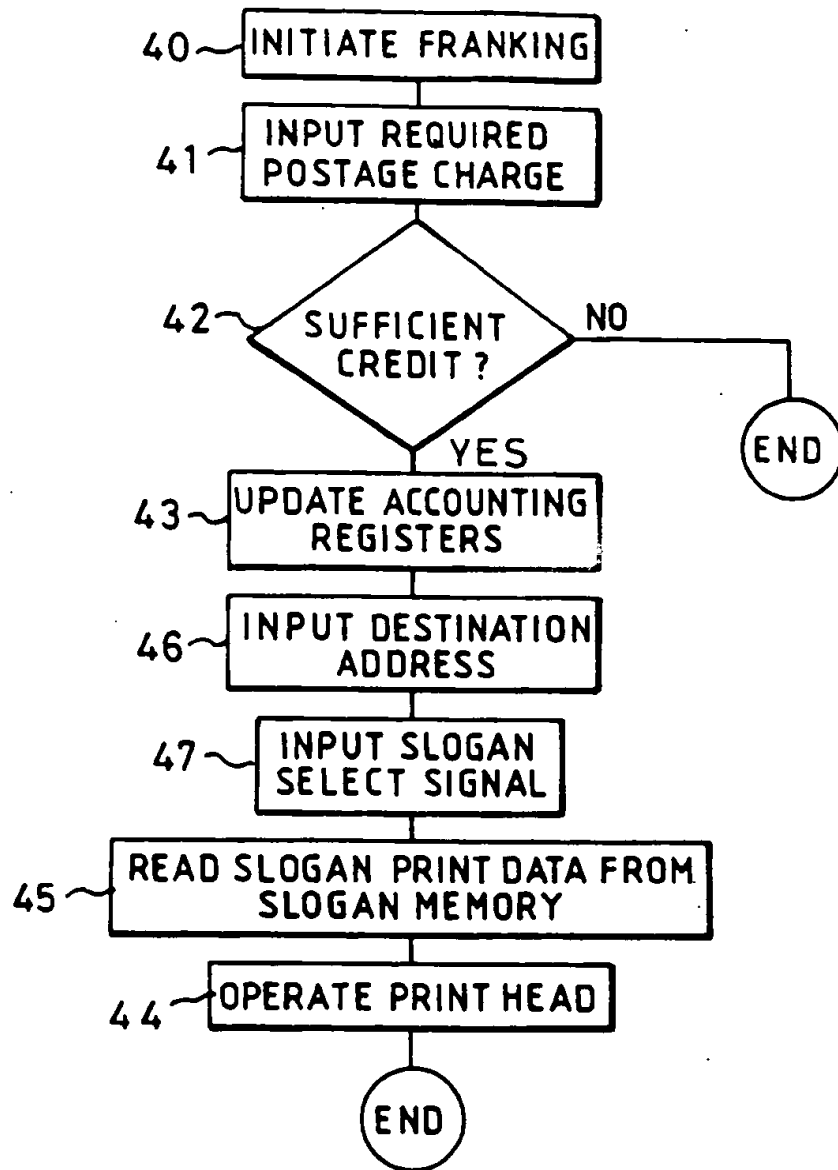 40
INITIATE FRANKING
41
INPUT REQUIRED
POSTAGE CHARGE
42
SUFFICIENT
CREDIT ?
NO
END
YES
43
UPDATE ACCOUNTING
REGISTERS
46
INPUT DESTINATION
ADDRESS
47
INPUT SLOGAN
SELECT SIGNAL
45
READ SLOGAN PRINT DATA FROM
SLOGAN MEMORY
44
OPERATE PRINT HEAD
END